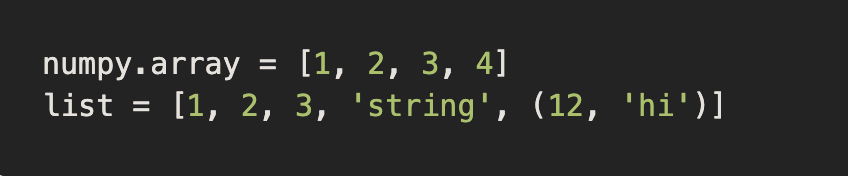 numpy.array = [1, 2, 3, 4]
list = [1, 2, 3, 'string', (12, 'hi')]